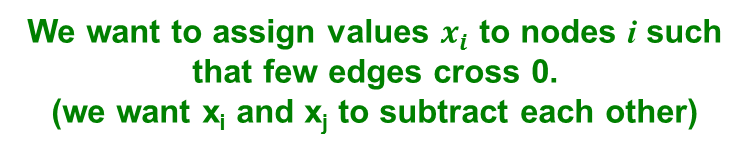 We want to assign values xᵢ to nodes i such
that few edges cross 0.
(we want xᵢ and xⱼ to subtract each other)